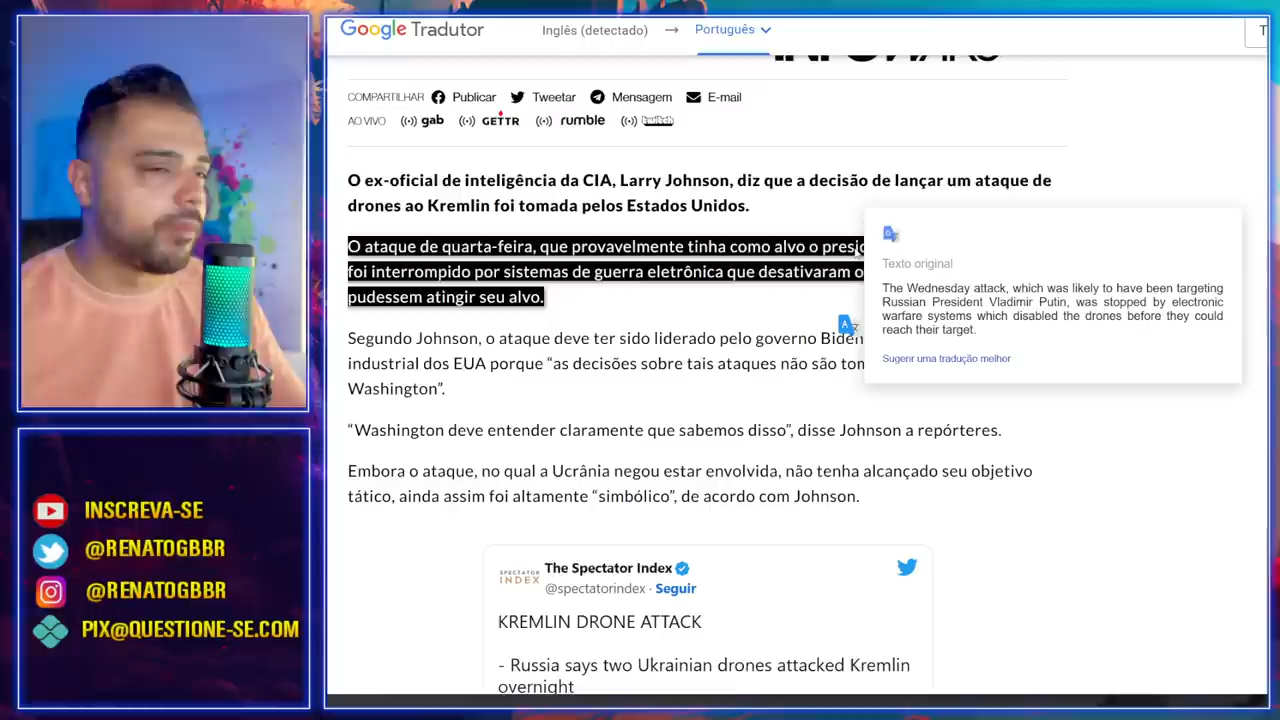 Google Tradutor
Inglês (detectado) → Português
T
COMPARTILHAR Publicar Tweetar Mensagem E-mail
AO VIVO gab GETTR rumble twitch
O ex-oficial de inteligência da CIA, Larry Johnson, diz que a decisão de lançar um ataque de
drones ao Kremlin foi tomada pelos Estados Unidos.
O ataque de quarta-feira, que provavelmente tinha como alvo o
foi interrompido por sistemas de guerra eletrônica que desativaram o
pudessem atingir seu alvo.
Texto original
The Wednesday attack, which was likely to have been targeting
Russian President Vladimir Putin, was stopped by electronic
warfare systems which disabled the drones before they could
reach their target.
Sugerir uma tradução melhor
Segundo Johnson, o ataque deve ter sido liderado pelo governo Biden
industrial dos EUA porque “as decisões sobre tais ataques não são
Washington”.
“Washington deve entender claramente que sabemos disso”, disse Johnson a repórteres.
Embora o ataque, no qual a Ucrânia negou estar envolvida, não tenha alcançado seu objetivo
tático, ainda assim foi altamente “simbólico”, de acordo com Johnson.
SPECTATOR
INDEX
The Spectator Index
@spectatorindex · Seguir
KREMLIN DRONE ATTACK
- Russia says two Ukrainian drones attacked Kremlin
overnight
INSCREVA-SE
@RENATOGBBR
@RENATOGBBR
PIX@QUESTIONE-SE.COM